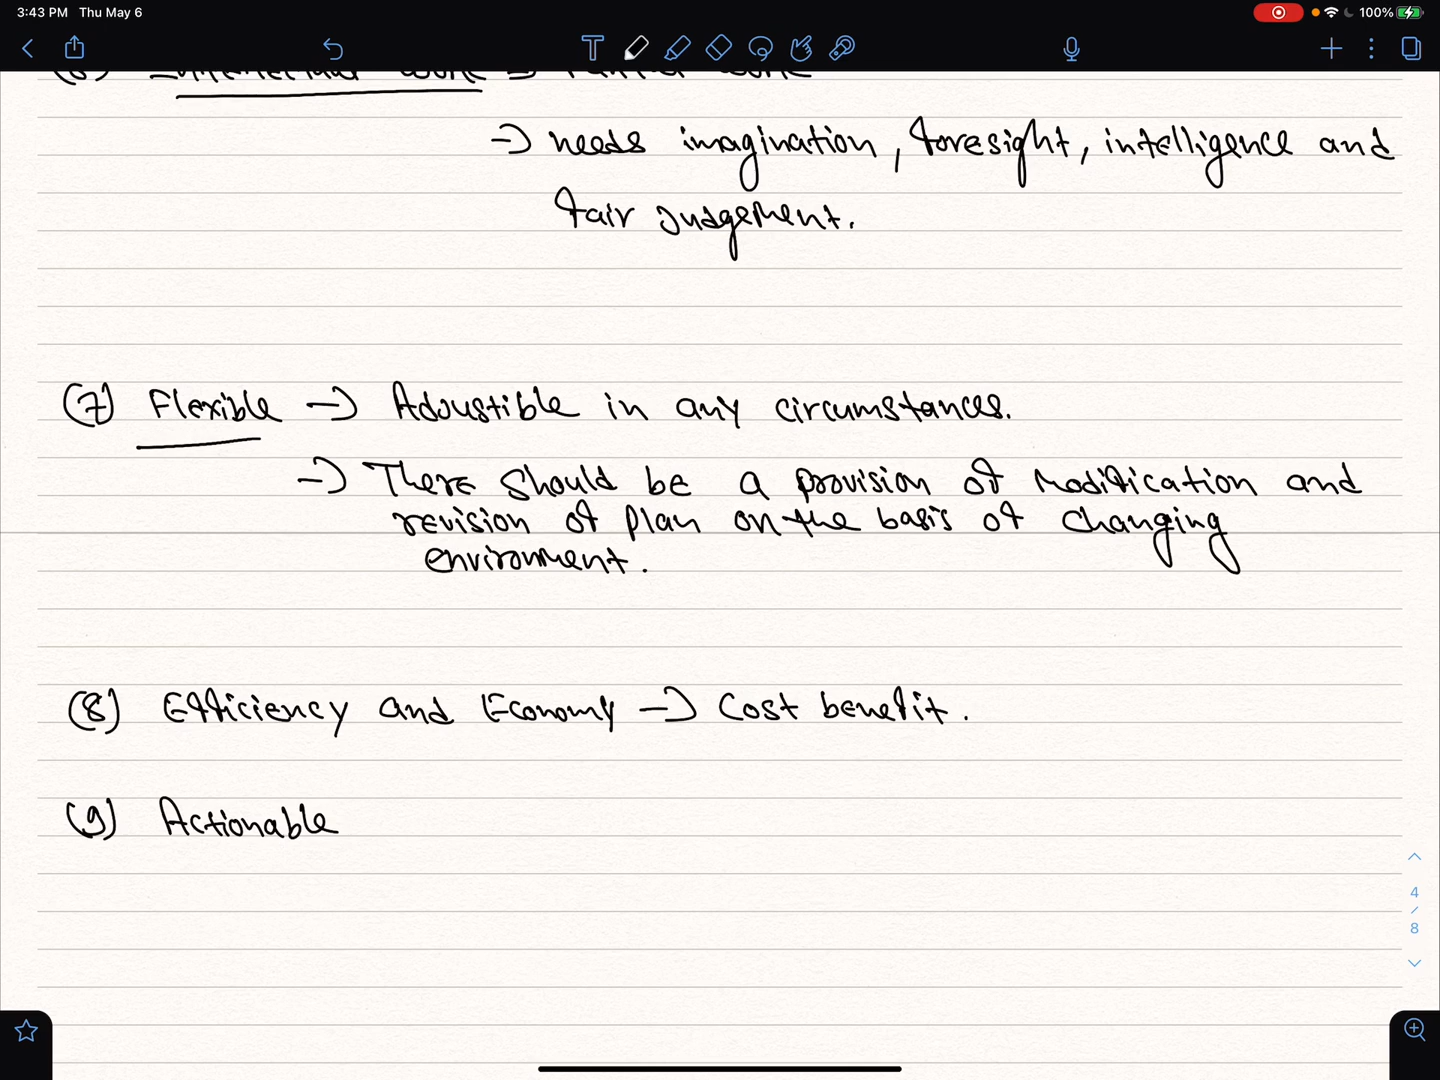 3:43 PM Thu May 6
100%
T
→ needs imagination, foresight, intelligence and
fair Judgement.
(7) Flexible → Adoustible in any circumstances.
→ There should be a provision of Modification and
revision of plan on the basis of changing
environment.
(8) Efficiency and Economy → Cost benefit.
(9) Actionable
4
/
8